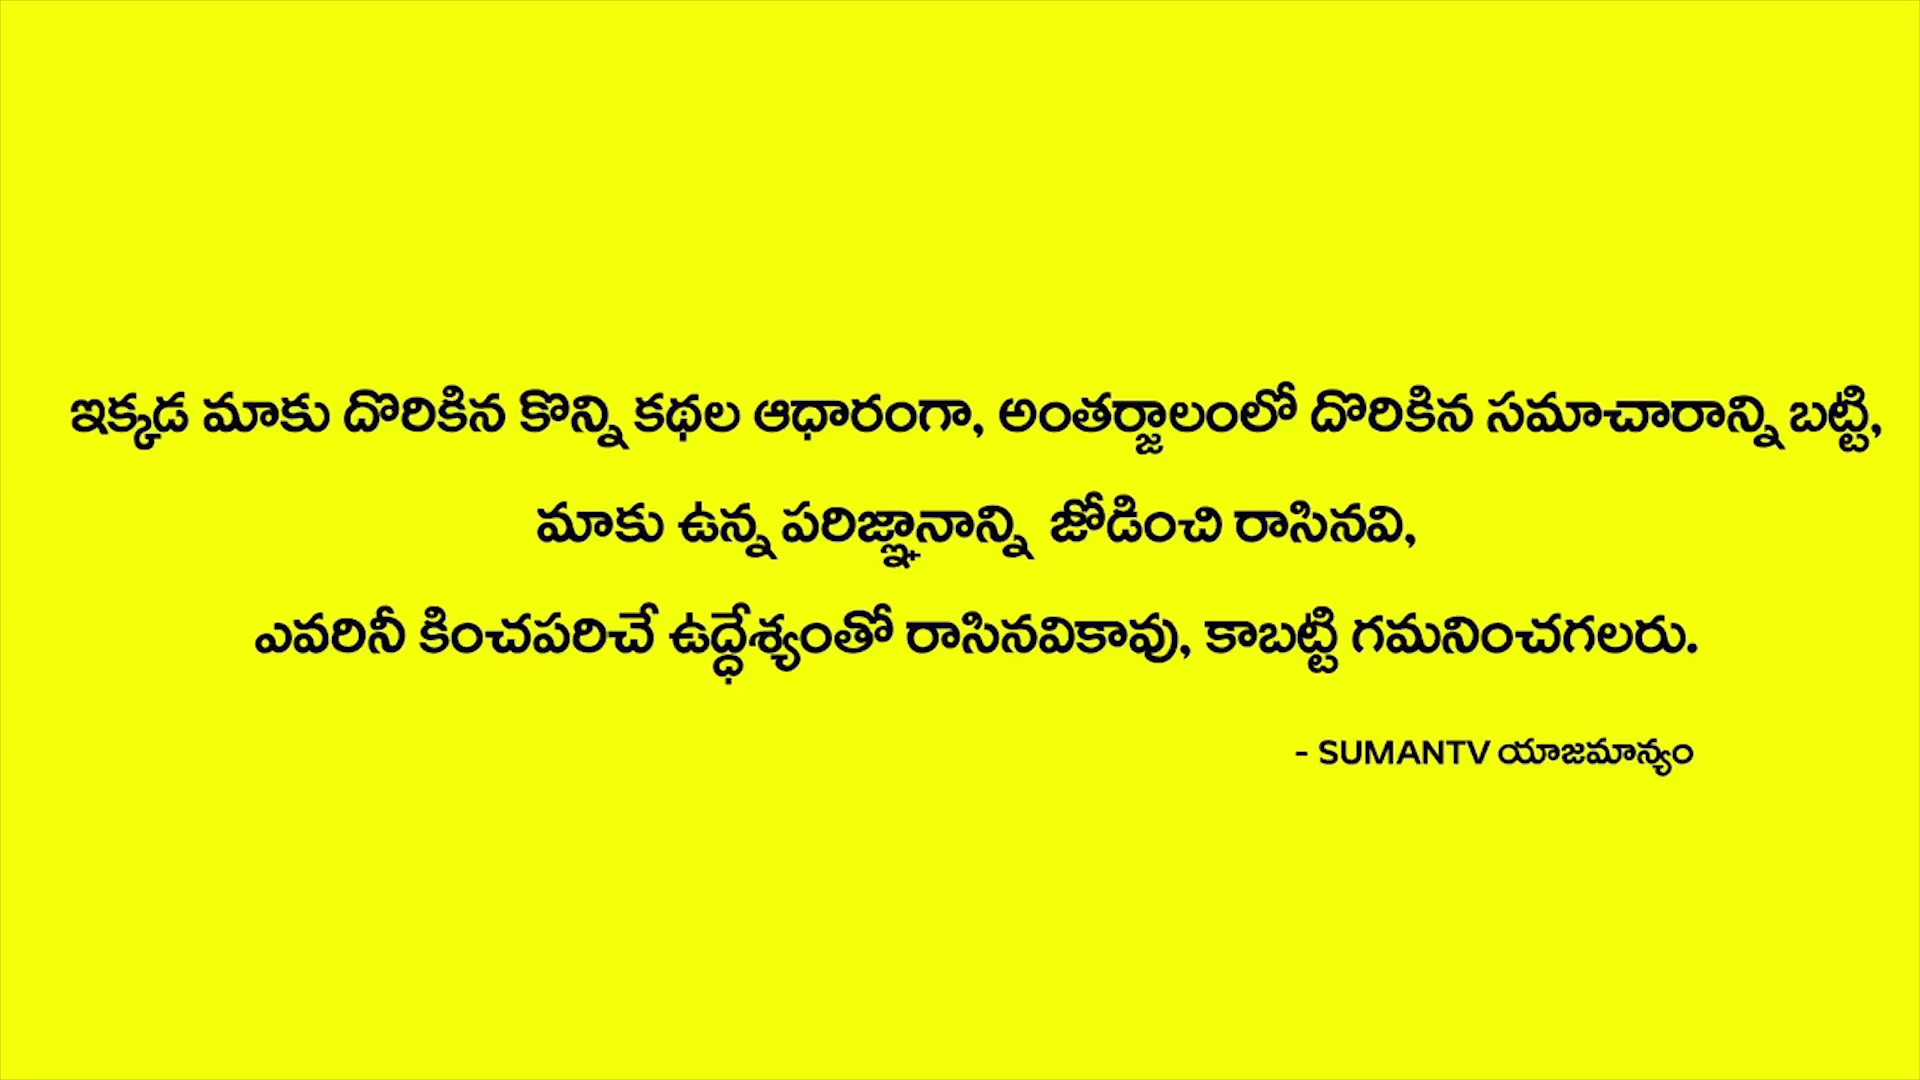 ఇక్కడ మాకు దొరికిన కొన్ని కథల ఆధారంగా, అంతర్జాలంలో దొరికిన సమాచారాన్ని బట్టి,
మాకు ఉన్న పరిజ్ఞానాన్ని జోడించి రాసినవి,
ఎవరినీ కించపరిచే ఉద్ధేశ్యంతో రాసినవికావు, కాబట్టి గమనించగలరు.
- SUMANTV యాజమాన్యం